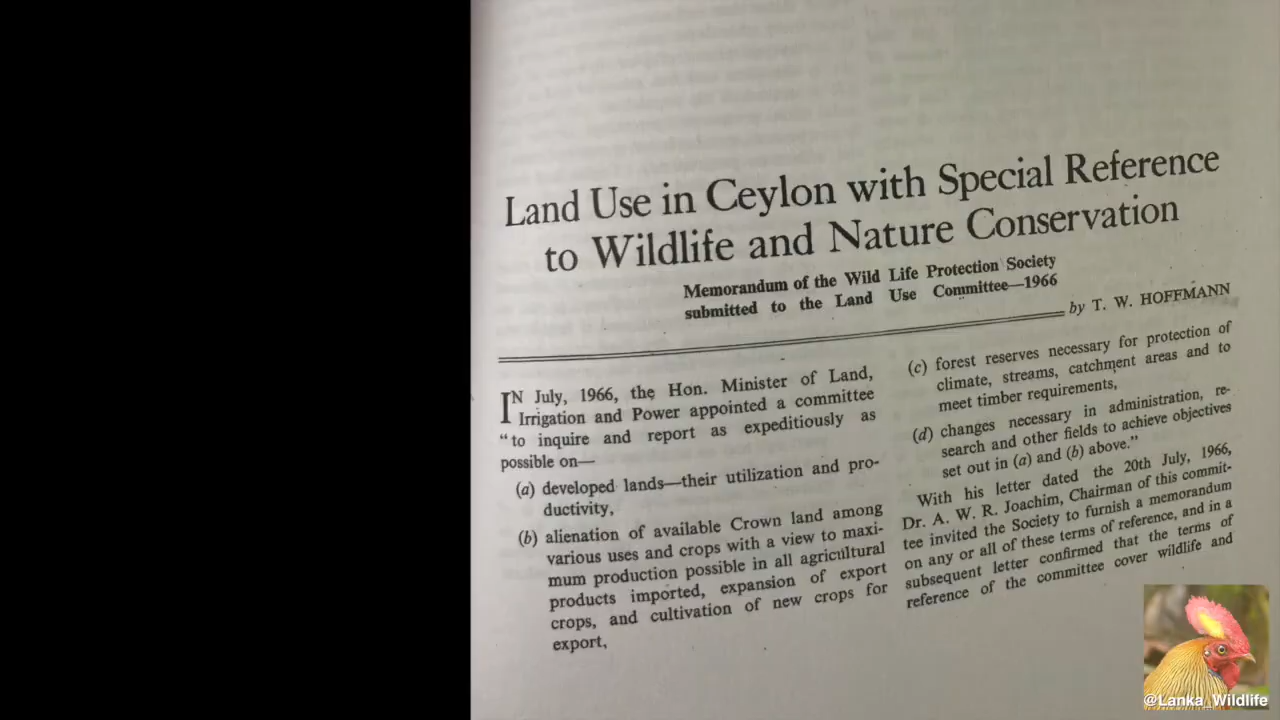 Land Use in Ceylon with Special Reference
to Wildlife and Nature Conservation
Memorandum of the Wild Life Protection Society
submitted to the Land Use Committee—1966
by T. W. HOFFMANN
IN July, 1966, the Hon. Minister of Land,
Irrigation and Power appointed a committee
“to inquire and report as expeditiously as
possible on—
(a) developed lands—their utilization and pro-
ductivity,
(b) alienation of available Crown land among
various uses and crops with a view to maxi-
mum production possible in all agricultural
products imported, expansion of export
crops, and cultivation of new crops for
export,
(c) forest reserves necessary for protection of
climate, streams, catchment areas and to
meet timber requirements,
(d) changes necessary in administration, re-
search and other fields to achieve objectives
set out in (a) and (b) above.”
With his letter dated the 20th July, 1966,
Dr. A. W. R. Joachim, Chairman of this commit-
tee invited the Society to furnish a memorandum
on any or all of these terms of reference, and in a
subsequent letter confirmed that the terms of
reference of the committee cover wildlife and
@Lanka_Wildlife